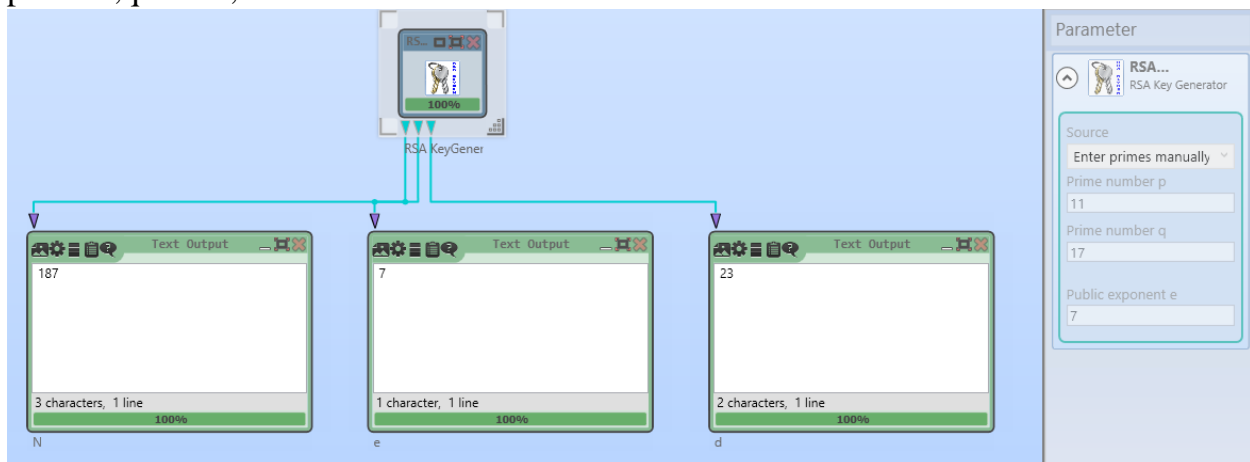 RS...
100%
RSA KeyGener
Text Output
187
3 characters, 1 line
100%
N
Text Output
7
1 character, 1 line
100%
e
Text Output
23
2 characters, 1 line
100%
d
Parameter
RSA...
RSA Key Generator
Source
Enter primes manually
Prime number p
11
Prime number q
17
Public exponent e
7